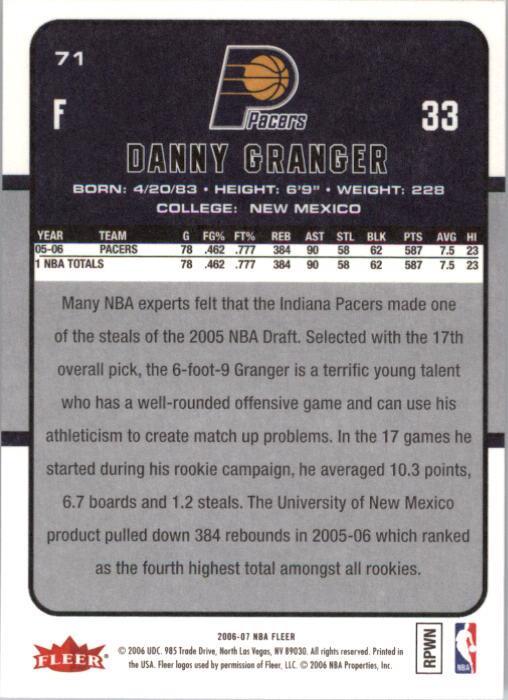 71
F
Pacers
33
DANNY GRANGER
BORN: 4/20/83 • HEIGHT: 6'9" • WEIGHT: 228
COLLEGE: NEW MEXICO
YEAR TEAM G FG% FT% REB AST STL BLK PTS AVG HI
05-06 PACERS 78 .462 .777 384 90 58 62 587 7.5 23
1 NBA TOTALS 78 .462 .777 384 90 58 62 587 7.5 23
Many NBA experts felt that the Indiana Pacers made one
of the steals of the 2005 NBA Draft. Selected with the 17th
overall pick, the 6-foot-9 Granger is a terrific young talent
who has a well-rounded offensive game and can use his
athleticism to create match up problems. In the 17 games he
started during his rookie campaign, he averaged 10.3 points,
6.7 boards and 1.2 steals. The University of New Mexico
product pulled down 384 rebounds in 2005-06 which ranked
as the fourth highest total amongst all rookies.
2006-07 NBA FLEER
© 2006 UDC. 985 Trade Drive, North Las Vegas, NV 89030. All rights reserved. Printed in
the USA. Fleer logos used by permission of Fleer, LLC. © 2006 NBA Properties, Inc.
FLEER
RPWN
NBA